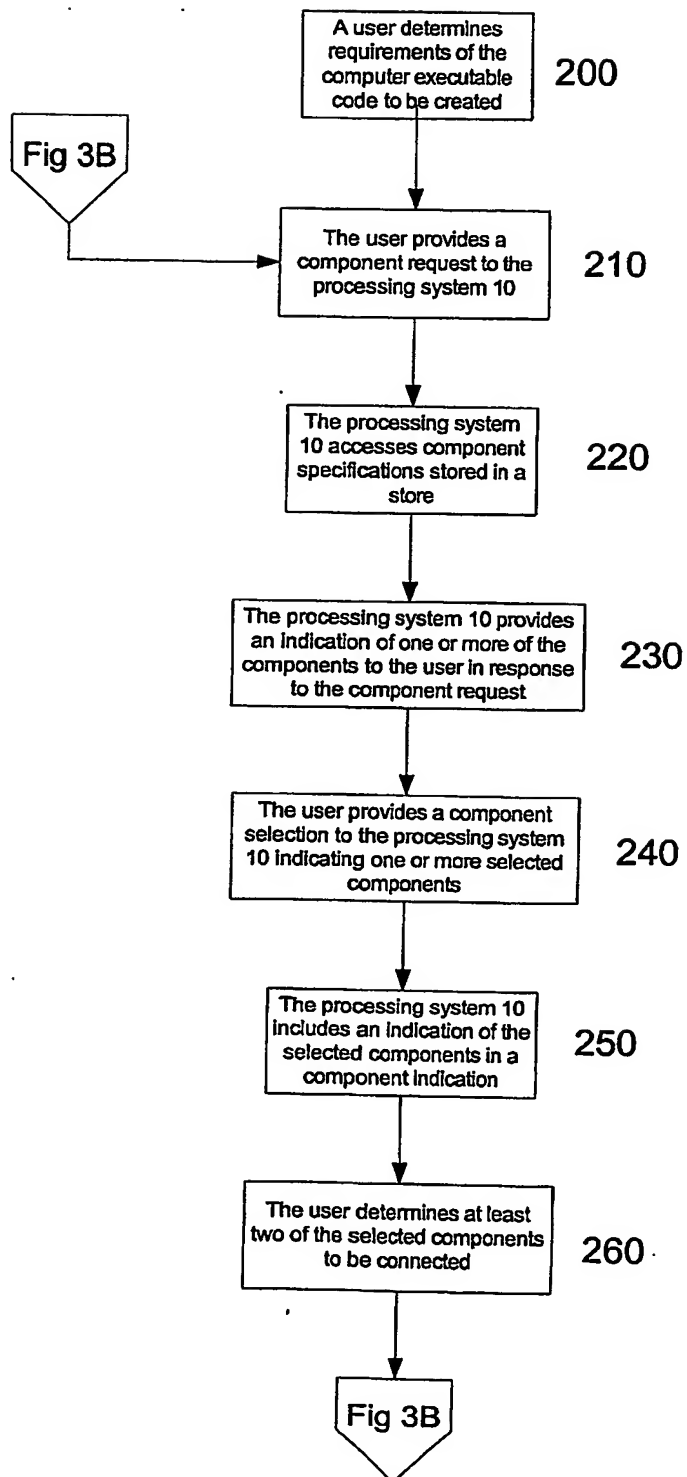 A user determines
requirements of the
computer executable
code to be created
200
Fig 3B
The user provides a
component request to the
processing system 10
210
The processing system
10 accesses component
specifications stored in a
store
220
The processing system 10 provides
an indication of one or more of the
components to the user in response
to the component request
230
The user provides a component
selection to the processing system
10 indicating one or more selected
components
240
The processing system 10
includes an indication of the
selected components in a
component indication
250
The user determines at least
two of the selected components
to be connected
260
Fig 3B